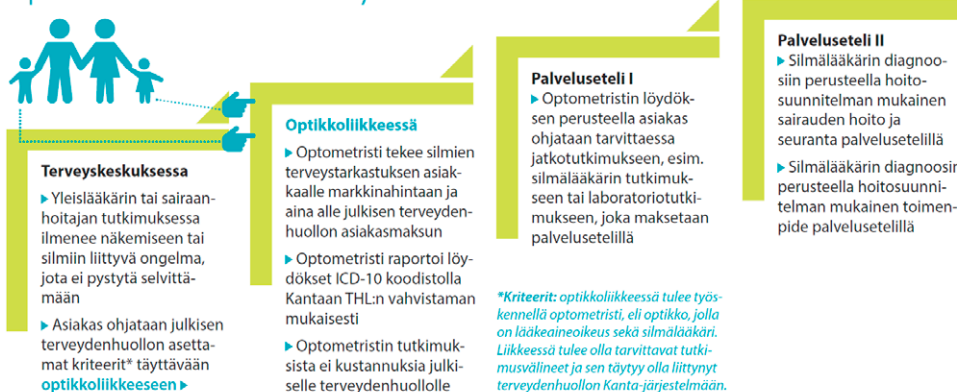 Terveyskeskuksessa
▶ Yleislääkärin tai sairaan-
hoitajan tutkimuksessa
ilmenee näkemiseen tai
silmiin liittyvä ongelma,
jota ei pystytä selvittä-
mään
▶ Asiakas ohjataan julkisen
terveydenhuollon asetta-
mat kriteerit* täyttävään
optikkoliikkeeseen ▶
Optikkoliikkeessä
▶ Optometristi tekee silmien
terveystarkastuksen asiak-
kaalle markkinahintaan ja
aina alle julkisen terveyden-
huollon asiakasmaksun
▶ Optometristi raportoi löy-
dökset ICD-10 koodistolla
Kantaan THL:n vahvistaman
mukaisesti
▶ Optometristin tutkimuk-
sista ei kustannuksia julki-
selle terveydenhuollolle
Palveluseteli I
▶ Optometristin löydök-
sen perusteella asiakas
ohjataan tarvittaessa
jatkotutkimukseen, esim.
silmälääkärin tutkimuk-
seen tai laboratoriotutki-
mukseen, joka maksetaan
palvelusetelillä
*Kriteerit: optikkoliikkeessä tulee työs-
kennellä optometristi, eli optikko, jolla
on lääkeaineoikeus sekä silmälääkäri.
Liikkeessä tulee olla tarvittavat tutki-
musvälineet ja sen täytyy olla liittynyt
terveydenhuollon Kanta-järjestelmään.
Palveluseteli II
▶ Silmälääkärin diagnoo-
siin perusteella hoito-
suunnitelman mukainen
sairauden hoito ja
seuranta palvelusetelillä
▶ Silmälääkärin diagnoosin
perusteella hoitosuunni-
telman mukainen toimen-
pide palvelusetelillä